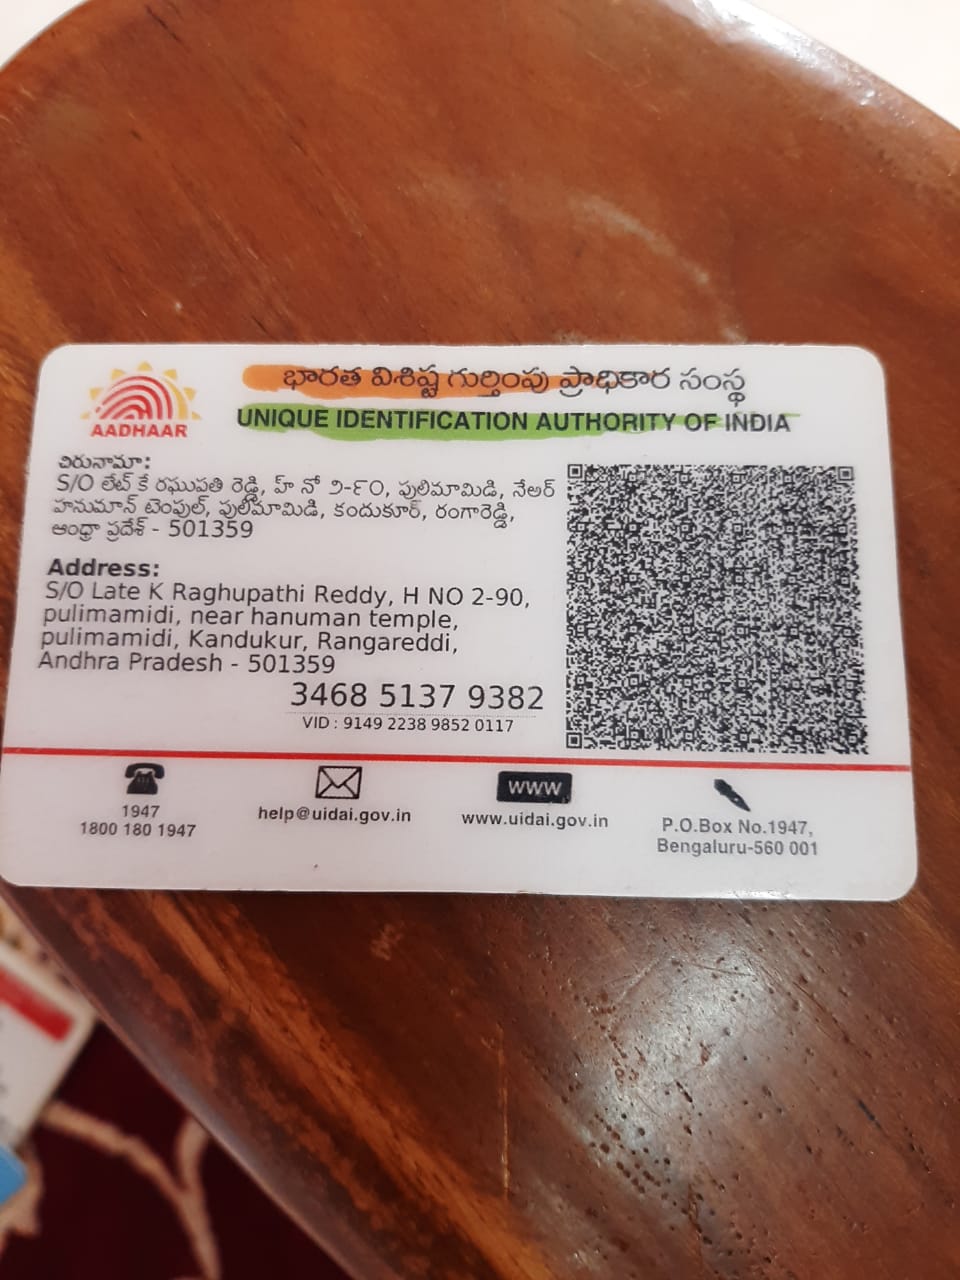 భారత విశిష్ట గుర్తింపు ప్రాధికార సంస్థ
AADHAAR
UNIQUE IDENTIFICATION AUTHORITY OF INDIA
చిరునామా:
S/O లేట్ కే రఘుపతి రెడ్డి, హ్ నో ౨-౯౦, పులిమామిడి, నేఅర్
హనుమాన్ టెంపుల్, పులిమామిడి, కందుకూర్, రంగారెడ్డి,
ఆంధ్రా ప్రదేశ్ - 501359
Address:
S/O Late K Raghupathi Reddy, H NO 2-90,
pulimamidi, near hanuman temple,
pulimamidi, Kandukur, Rangareddi,
Andhra Pradesh - 501359
3468 5137 9382
VID : 9149 2238 9852 0117
1947
1800 180 1947
help@uidai.gov.in
www
www.uidai.gov.in
P.O.Box No.1947,
Bengaluru-560 001